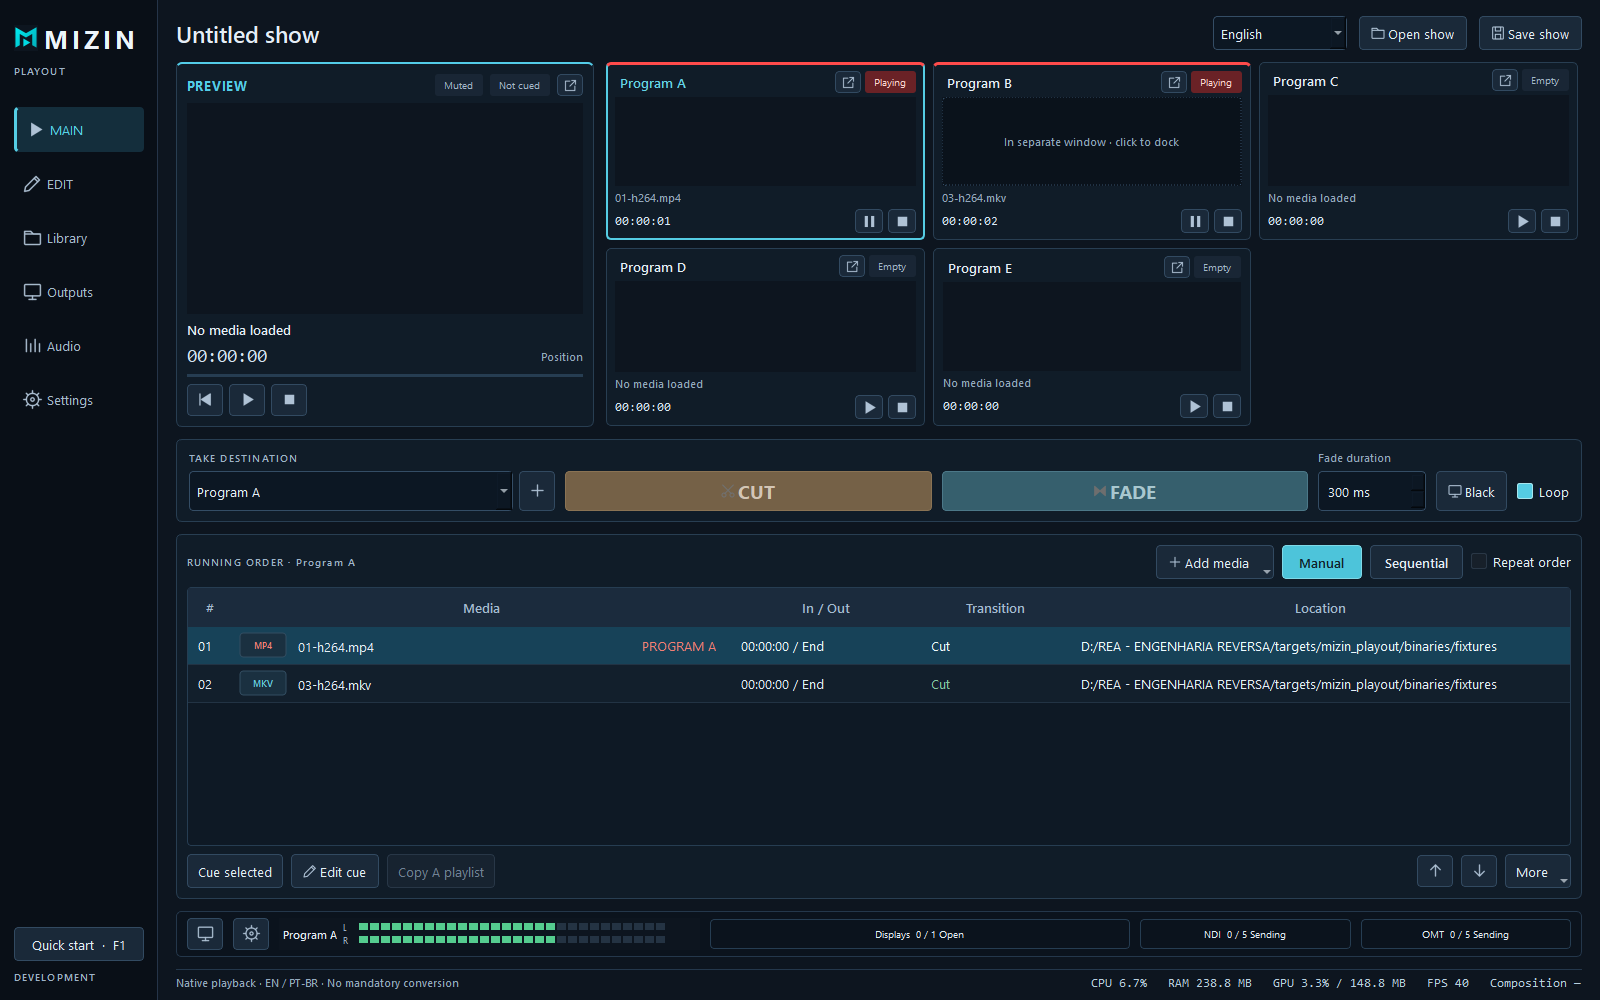 MIZIN
PLAYOUT
MAIN
EDIT
Library
Outputs
Audio
Settings
Quick start · F1
DEVELOPMENT
Untitled show
English
Open show
Save show
PREVIEW
Muted
Not cued
No media loaded
00:00:00
Position
Program A
Playing
01-h264.mp4
00:00:01
Program B
Playing
In separate window · click to dock
03-h264.mkv
00:00:02
Program C
Empty
No media loaded
00:00:00
Program D
Empty
No media loaded
00:00:00
Program E
Empty
No media loaded
00:00:00
TAKE DESTINATION
Program A
CUT
FADE
Fade duration
300 ms
Black
Loop
RUNNING ORDER · Program A
Add media
Manual
Sequential
Repeat order
# Media In / Out Transition Location
01 MP4 01-h264.mp4 PROGRAM A 00:00:00 / End Cut D:/REA - ENGENHARIA REVERSA/targets/mizin_playout/binaries/fixtures
02 MKV 03-h264.mkv 00:00:00 / End Cut D:/REA - ENGENHARIA REVERSA/targets/mizin_playout/binaries/fixtures
Cue selected
Edit cue
Copy A playlist
More
Program A
L
R
Displays 0 / 1 Open
NDI 0 / 5 Sending
OMT 0 / 5 Sending
Native playback · EN / PT-BR · No mandatory conversion
CPU 6.7% RAM 238.8 MB GPU 3.3% / 148.8 MB FPS 40 Composition —